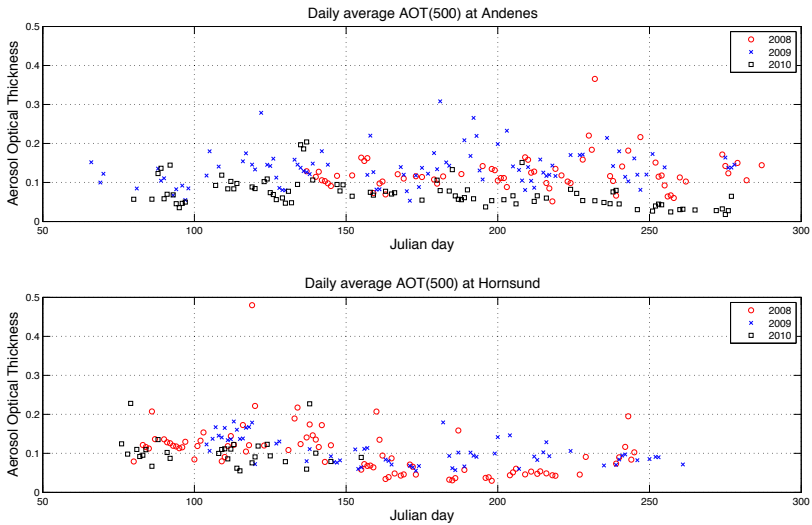 Daily average AOT(500) at Andenes
0.5
0.4
0.3
0.2
0.1
0
Aerosol Optical Thickness
2008
2009
2010
50 100 150 200 250 300
Julian day
Daily average AOT(500) at Hornsund
0.5
0.4
0.3
0.2
0.1
0
Aerosol Optical Thickness
2008
2009
2010
50 100 150 200 250 300
Julian day